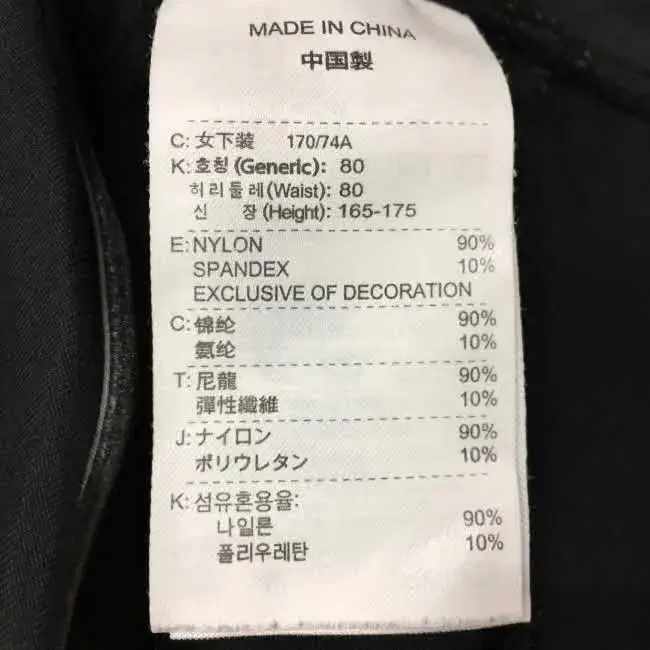 MADE IN CHINA
中国製
C: 女下装 170/74A
K: 호칭 (Generic): 80
허리둘레(Waist): 80
신 장 (Height): 165-175
E: NYLON 90%
SPANDEX 10%
EXCLUSIVE OF DECORATION
C: 锦纶 90%
氨纶 10%
T: 尼龍 90%
彈性纖維 10%
J: ナイロン 90%
ポリウレタン 10%
K: 섬유혼용율:
나일론 90%
폴리우레탄 10%